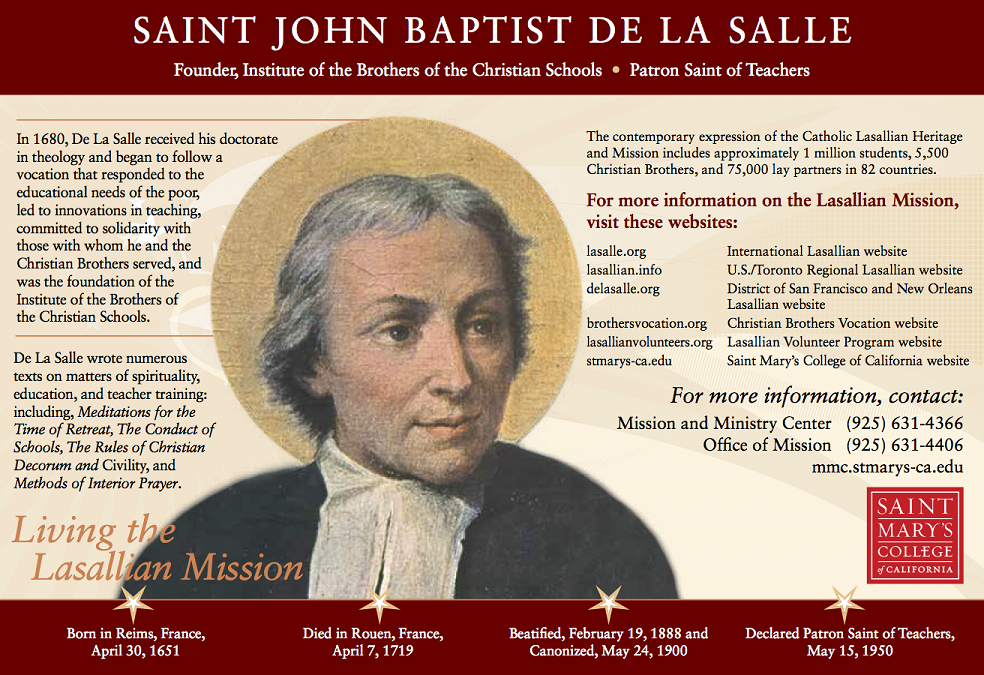 SAINT JOHN BAPTIST DE LA SALLE
Founder, Institute of the Brothers of the Christian Schools • Patron Saint of Teachers
In 1680, De La Salle received his doctorate
in theology and began to follow a
vocation that responded to the
educational needs of the poor,
led to innovations in teaching,
committed to solidarity with
those with whom he and the
Christian Brothers served, and
was the foundation of the
Institute of the Brothers of
the Christian Schools.
De La Salle wrote numerous
texts on matters of spirituality,
education, and teacher training:
including, Meditations for the
Time of Retreat, The Conduct of
Schools, The Rules of Christian
Decorum and Civility, and
Methods of Interior Prayer.
Living the
Lasallian Mission
The contemporary expression of the Catholic Lasallian Heritage
and Mission includes approximately 1 million students, 5,500
Christian Brothers, and 75,000 lay partners in 82 countries.
For more information on the Lasallian Mission,
visit these websites:
lasalle.org International Lasallian website
lasallian.info U.S./Toronto Regional Lasallian website
delasalle.org District of San Francisco and New Orleans
Lasallian website
brothersvocation.org Christian Brothers Vocation website
lasallianvolunteers.org Lasallian Volunteer Program website
stmarys-ca.edu Saint Mary's College of California website
For more information, contact:
Mission and Ministry Center (925) 631-4366
Office of Mission (925) 631-4406
mmc.stmarys-ca.edu
SAINT
MARY'S
COLLEGE
of CALIFORNIA
Born in Reims, France,
April 30, 1651
Died in Rouen, France,
April 7, 1719
Beatified, February 19, 1888 and
Canonized, May 24, 1900
Declared Patron Saint of Teachers,
May 15, 1950